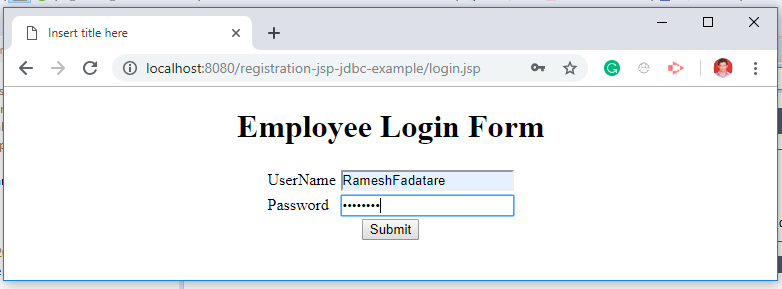 Insert title here
localhost:8080/registration-jsp-jdbc-example/login.jsp
Employee Login Form
UserName RameshFadatare
Password ••••••••
Submit